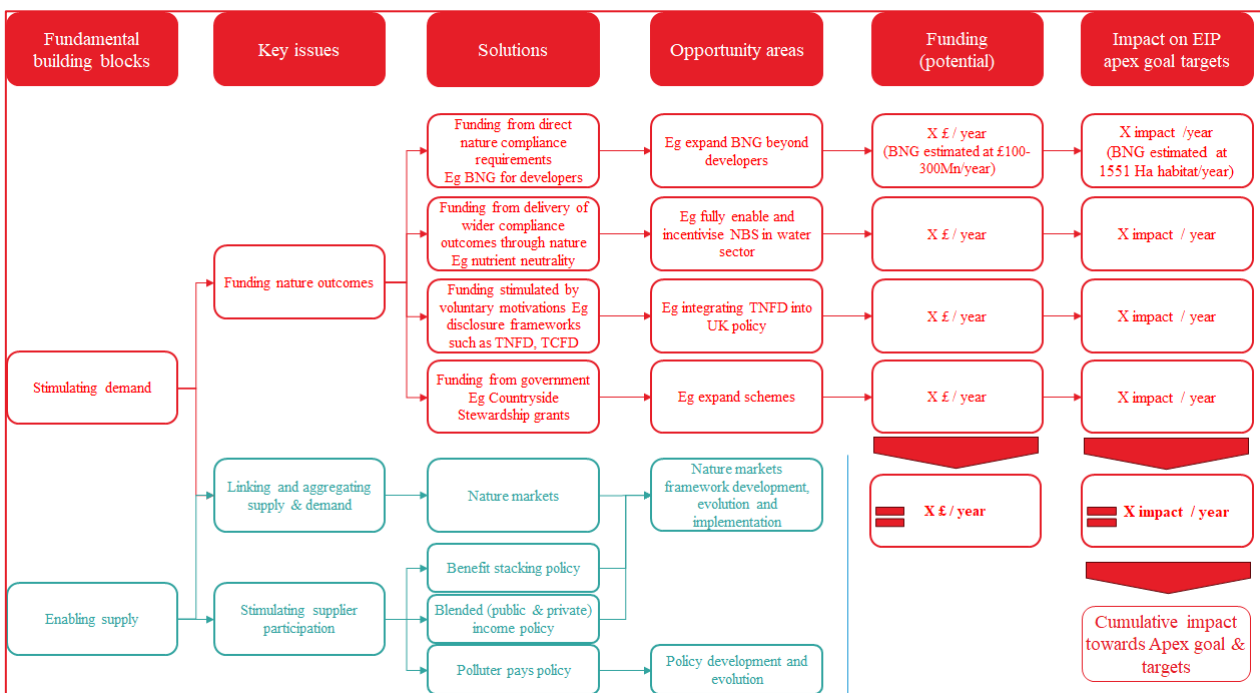 Fundamental
building blocks
Key issues
Solutions
Opportunity areas
Funding
(potential)
Impact on EIP
apex goal targets
Funding from direct
nature compliance
requirements
Eg BNG for developers
Eg expand BNG beyond
developers
X £ / year
(BNG estimated at £100-
300Mn/year)
X impact /year
(BNG estimated at
1551 Ha habitat/year)
Funding from delivery of
wider compliance
outcomes through nature
Eg nutrient neutrality
Eg fully enable and
incentivise NBS in water
sector
X £ / year
X impact / year
Funding nature outcomes
Funding stimulated by
voluntary motivations Eg
disclosure frameworks
such as TNFD, TCFD
Eg integrating TNFD into
UK policy
X £ / year
X impact / year
Stimulating demand
Funding from government
Eg Countryside
Stewardship grants
Eg expand schemes
X £ / year
X impact / year
Linking and aggregating
supply & demand
Nature markets
Nature markets
framework development,
evolution and
implementation
X £ / year
X impact / year
Enabling supply
Stimulating supplier
participation
Benefit stacking policy
Blended (public & private)
income policy
Polluter pays policy
Policy development and
evolution
Cumulative impact
towards Apex goal &
targets